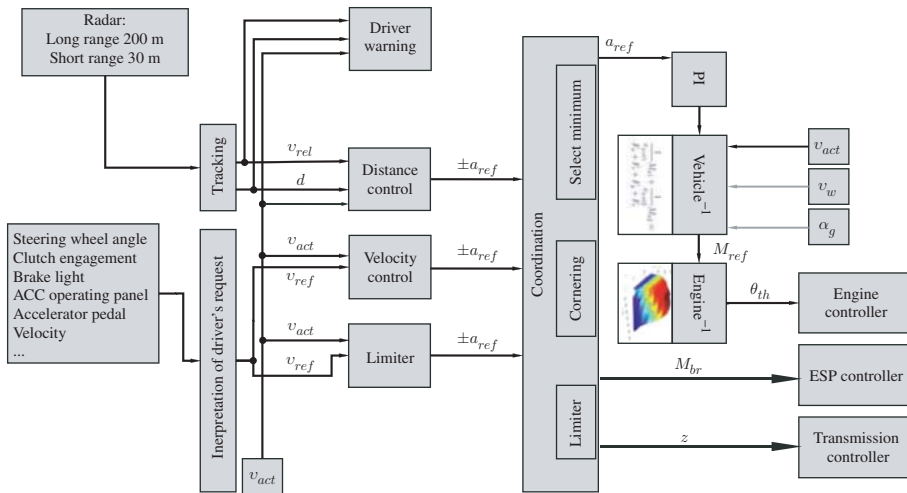 Radar:
Long range 200 m
Short range 30 m
Driver
warning
Tracking
v_rel
d
Distance
control
±a_ref
Steering wheel angle
Clutch engagement
Brake light
ACC operating panel
Accelerator pedal
Velocity
...
Inerpretation of driver's request
v_act
v_ref
Velocity
control
±a_ref
v_act
v_ref
Limiter
±a_ref
v_act
Coordination
Select minimum
Cornering
Limiter
a_ref
PI
Vehicle⁻¹
v_act
v_w
α_g
M_ref
Engine⁻¹
θ_th
Engine
controller
M_br
ESP controller
z
Transmission
controller